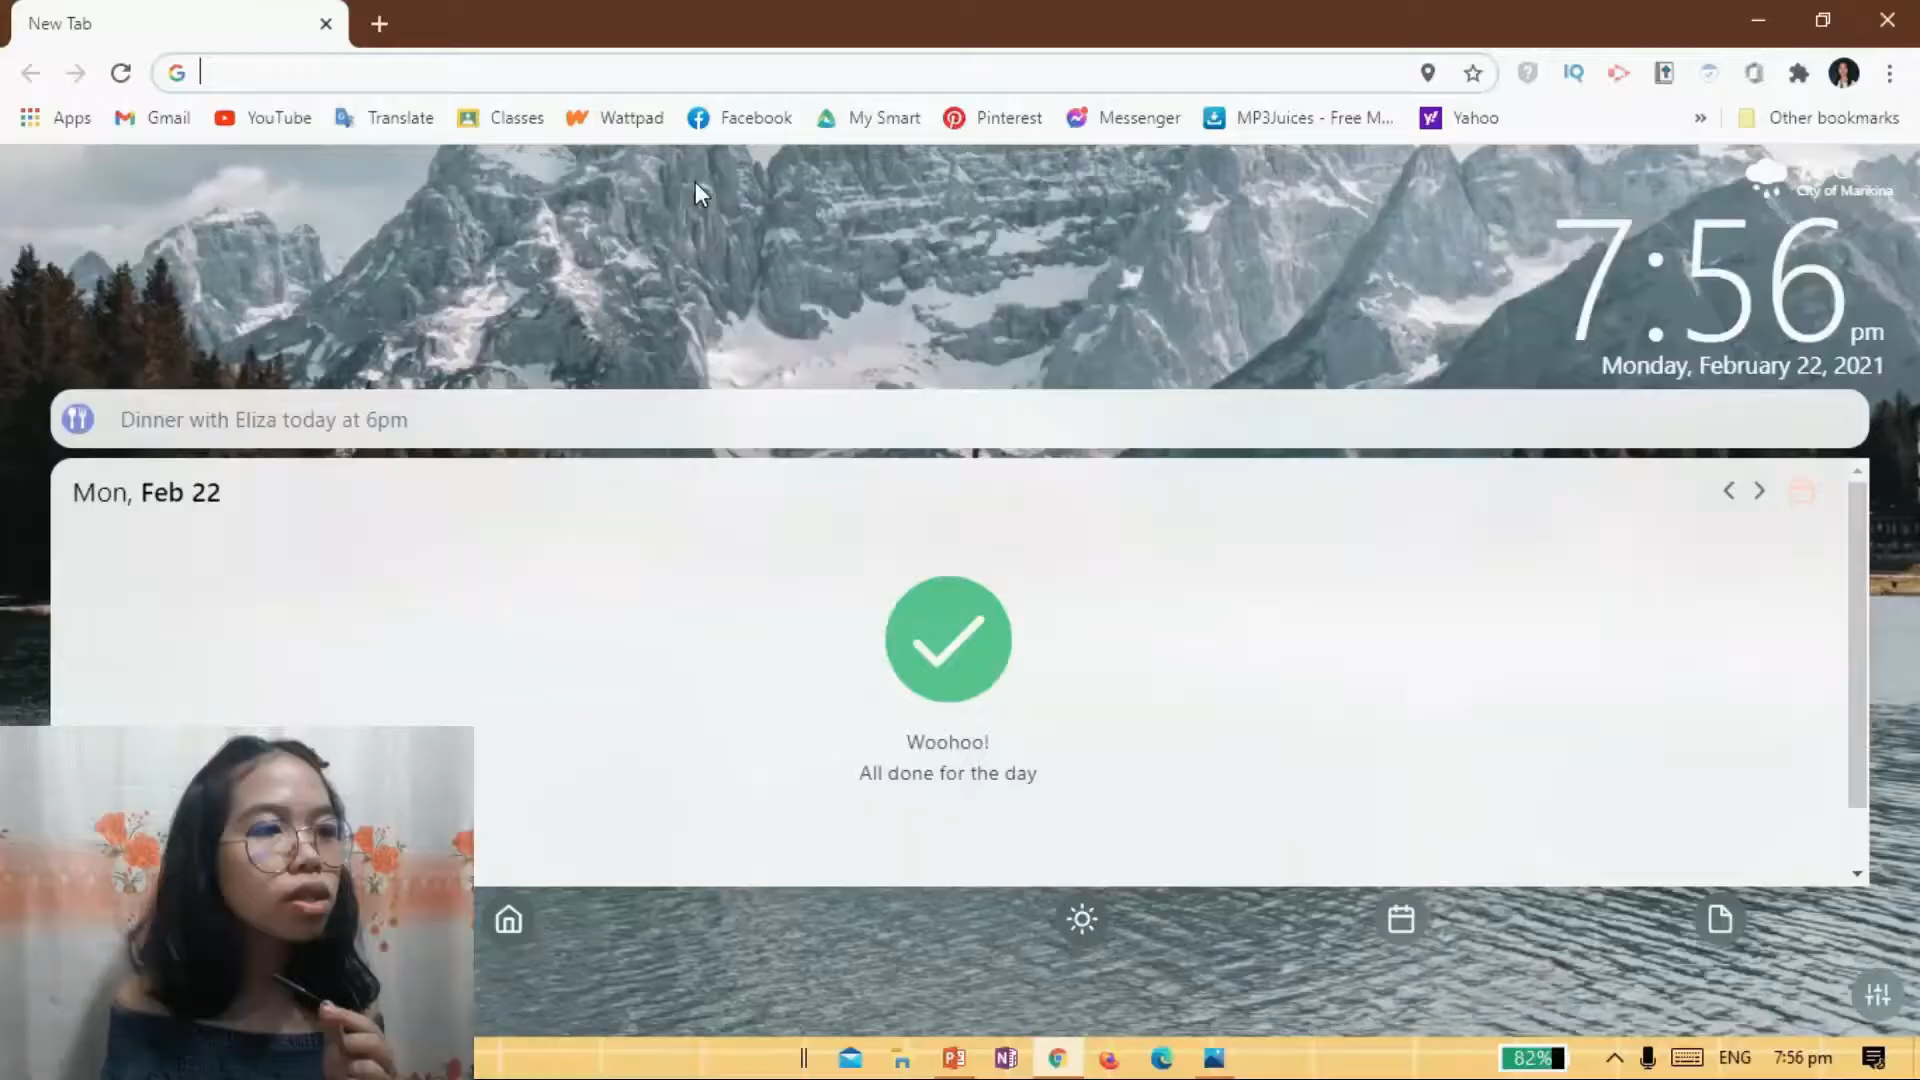 New Tab
Apps Gmail YouTube Translate Classes Wattpad Facebook My Smart Pinterest Messenger MP3Juices - Free M... Yahoo » Other bookmarks
City of Marikina
7:56 pm
Monday, February 22, 2021
Dinner with Eliza today at 6pm
Mon, Feb 22
Woohoo!
All done for the day
82% ENG 7:56 pm